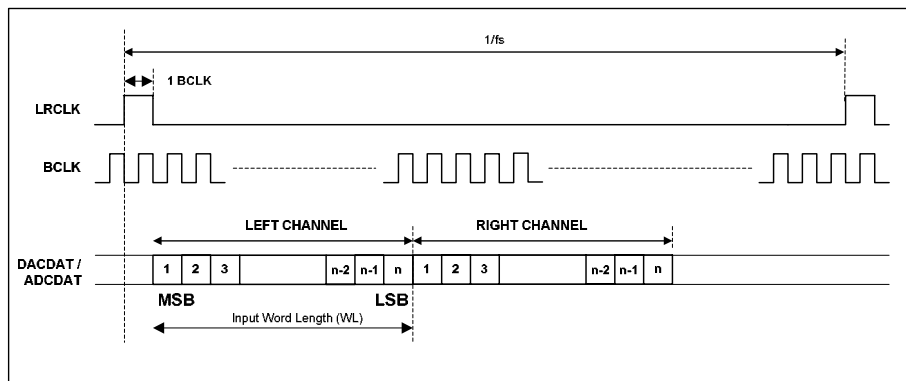 1/fs
1 BCLK
LRCLK
BCLK
LEFT CHANNEL RIGHT CHANNEL
DACDAT /
ADCDAT
1 2 3 n-2 n-1 n 1 2 3 n-2 n-1 n
MSB LSB
Input Word Length (WL)